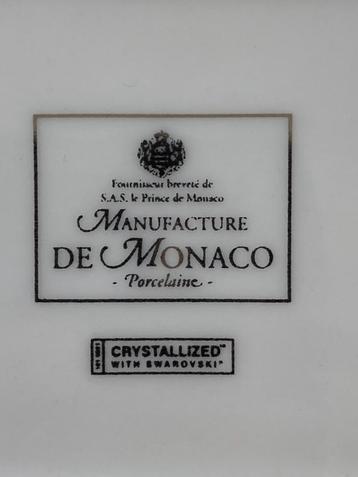 Fournisseur breveté de
S.A.S. le Prince de Monaco
MANUFACTURE
DE MONACO
- Porcelaine -
CRYSTALLIZED™
WITH SWAROVSKI®